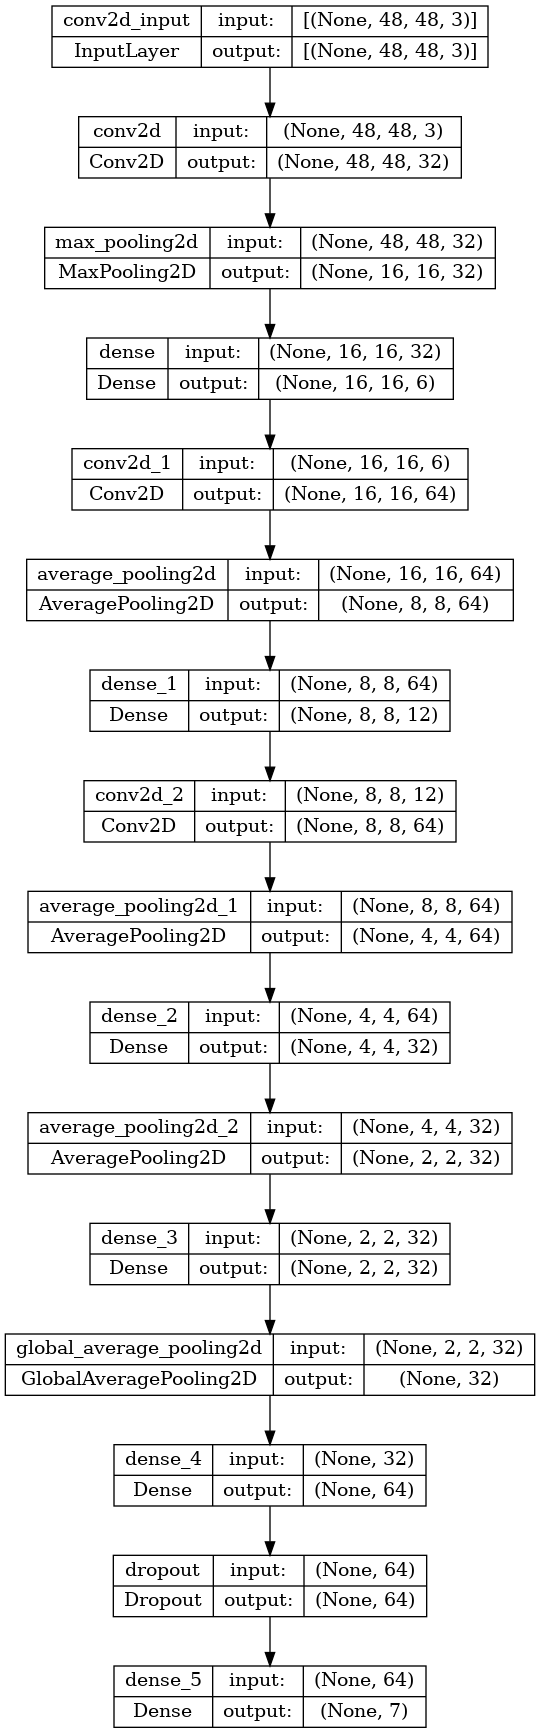 conv2d_input input: [(None, 48, 48, 3)]
InputLayer output: [(None, 48, 48, 3)]
conv2d input: (None, 48, 48, 3)
Conv2D output: (None, 48, 48, 32)
max_pooling2d input: (None, 48, 48, 32)
MaxPooling2D output: (None, 16, 16, 32)
dense input: (None, 16, 16, 32)
Dense output: (None, 16, 16, 6)
conv2d_1 input: (None, 16, 16, 6)
Conv2D output: (None, 16, 16, 64)
average_pooling2d input: (None, 16, 16, 64)
AveragePooling2D output: (None, 8, 8, 64)
dense_1 input: (None, 8, 8, 64)
Dense output: (None, 8, 8, 12)
conv2d_2 input: (None, 8, 8, 12)
Conv2D output: (None, 8, 8, 64)
average_pooling2d_1 input: (None, 8, 8, 64)
AveragePooling2D output: (None, 4, 4, 64)
dense_2 input: (None, 4, 4, 64)
Dense output: (None, 4, 4, 32)
average_pooling2d_2 input: (None, 4, 4, 32)
AveragePooling2D output: (None, 2, 2, 32)
dense_3 input: (None, 2, 2, 32)
Dense output: (None, 2, 2, 32)
global_average_pooling2d input: (None, 2, 2, 32)
GlobalAveragePooling2D output: (None, 32)
dense_4 input: (None, 32)
Dense output: (None, 64)
dropout input: (None, 64)
Dropout output: (None, 64)
dense_5 input: (None, 64)
Dense output: (None, 7)